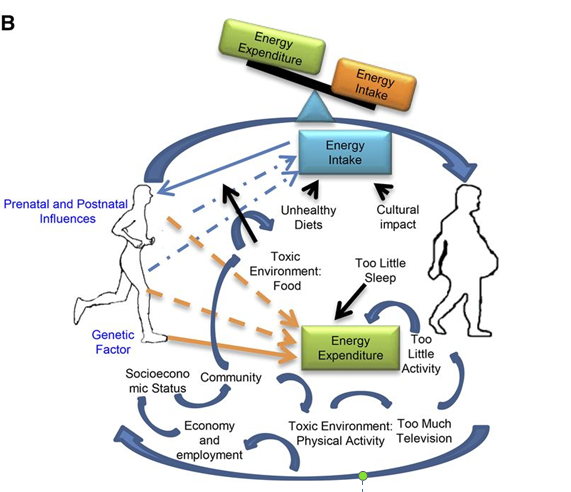 B
Energy
Expenditure
Energy
Intake
Energy
Intake
Prenatal and Postnatal
Influences
Unhealthy
Diets
Cultural
impact
Toxic
Environment:
Food
Too Little
Sleep
Genetic
Factor
Energy
Expenditure
Too
Little
Activity
Socioecono
mic Status
Community
Economy
and
employment
Toxic Environment:
Physical Activity
Too Much
Television